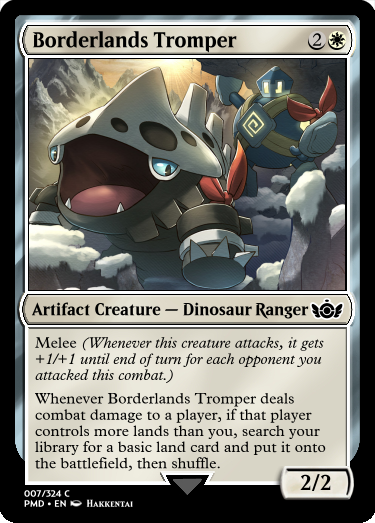 Borderlands Tromper 2
Artifact Creature — Dinosaur Ranger
Melee (Whenever this creature attacks, it gets
+1/+1 until end of turn for each opponent you
attacked this combat.)
Whenever Borderlands Tromper deals
combat damage to a player, if that player
controls more lands than you, search your
library for a basic land card and put it onto
the battlefield, then shuffle.
2/2
007/324 C
PMD • EN HAKKENTAI